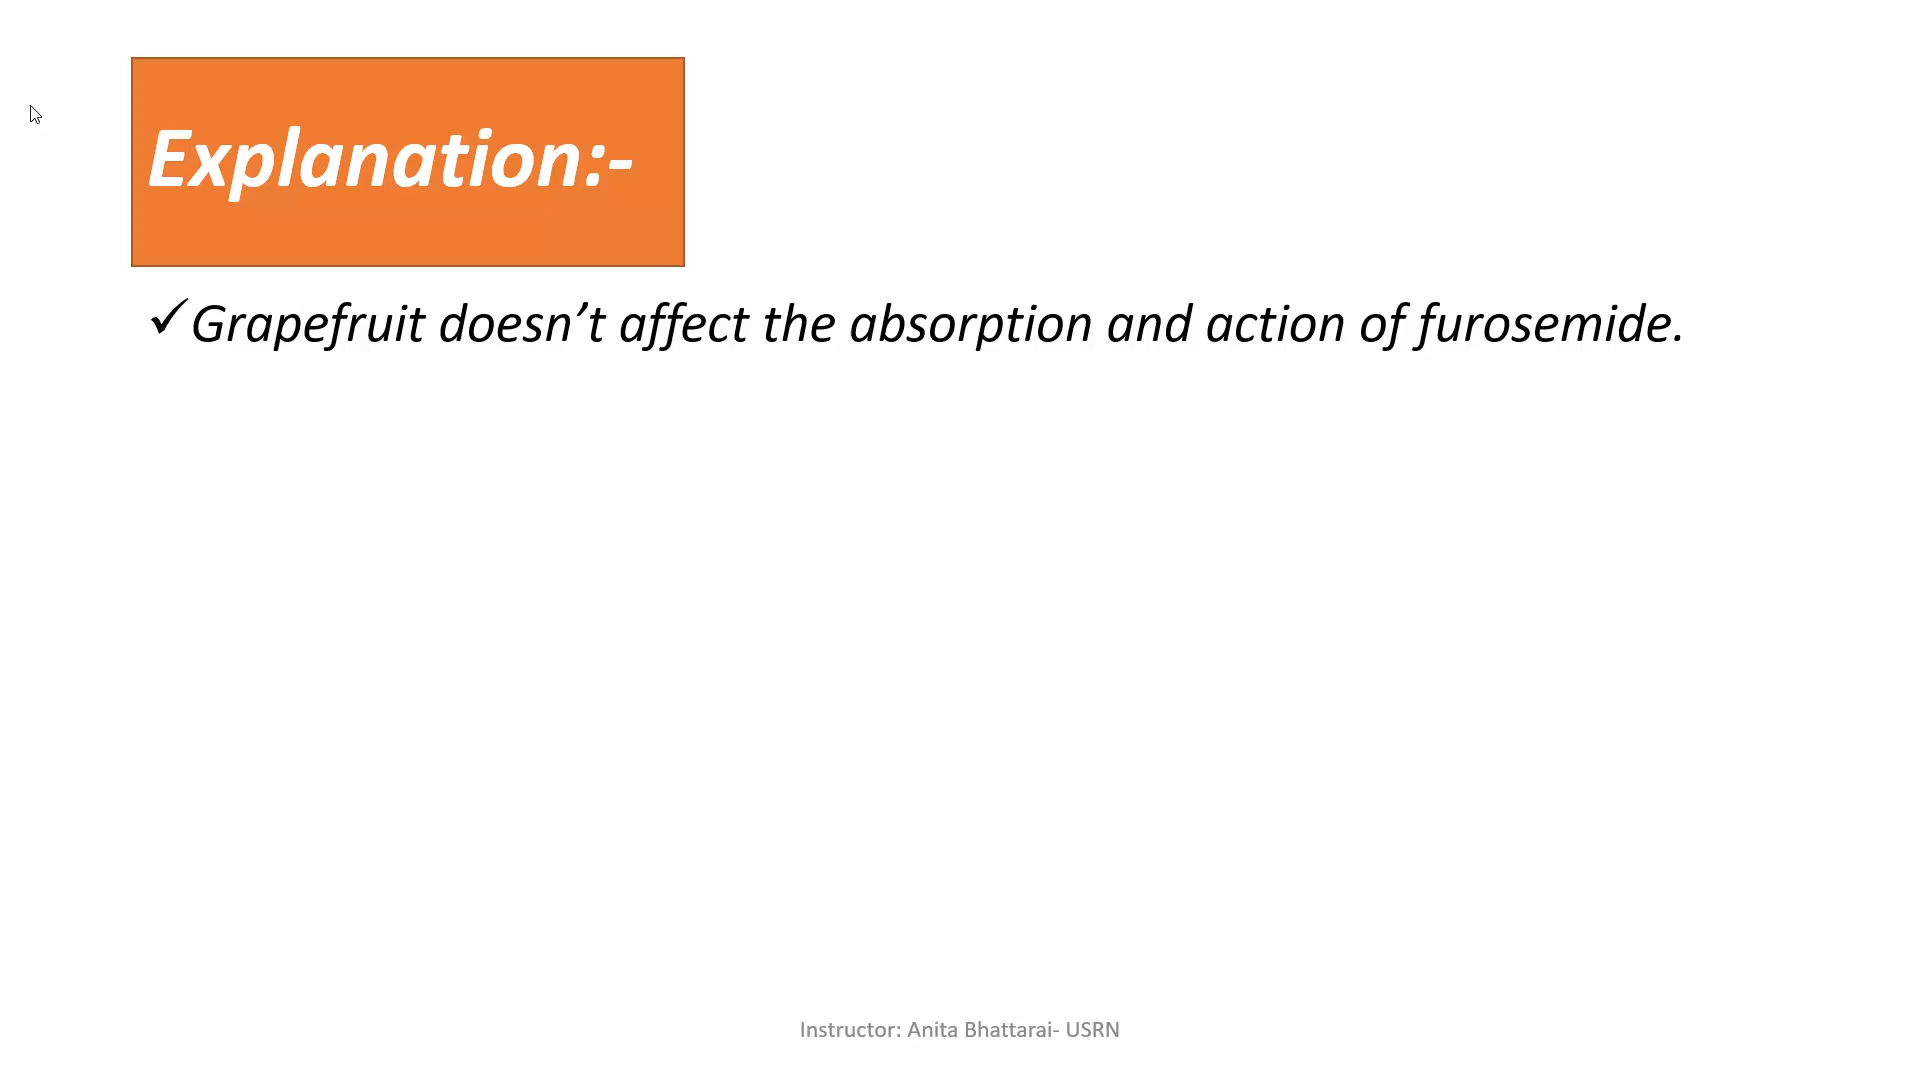 Explanation:-
✓Grapefruit doesn’t affect the absorption and action of furosemide.
Instructor: Anita Bhattarai- USRN